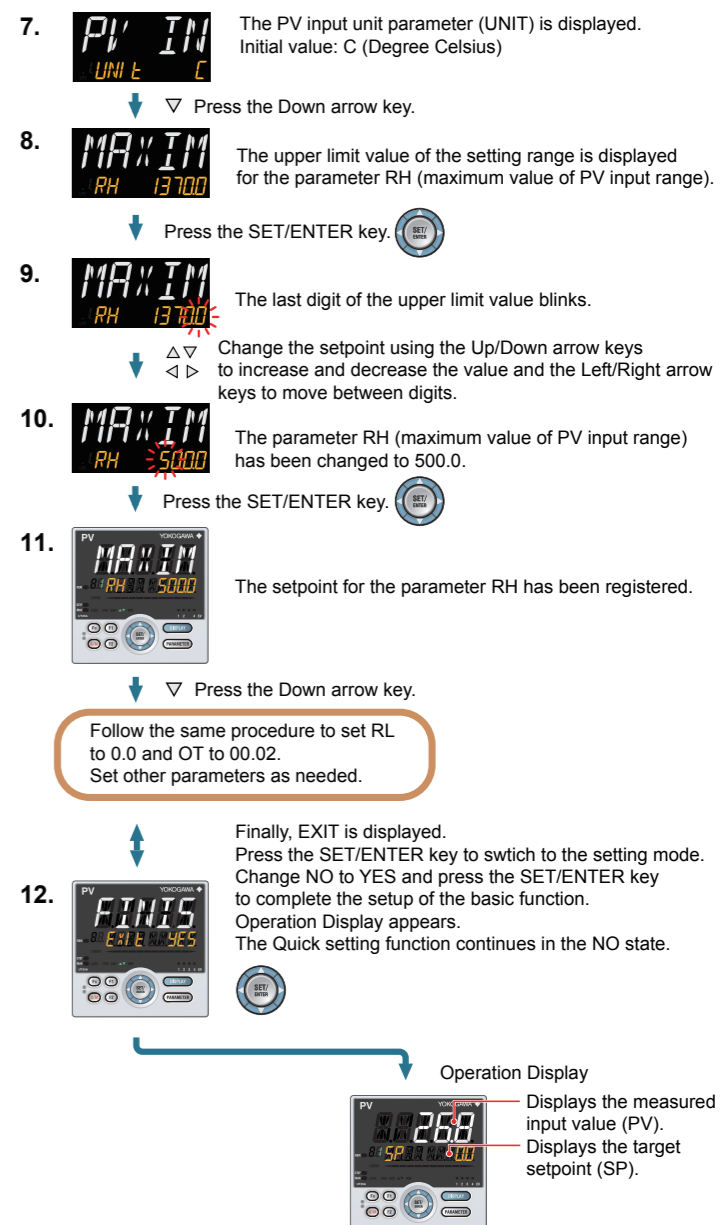 7.
PV IN
UNIt C
The PV input unit parameter (UNIT) is displayed.
Initial value: C (Degree Celsius)
▽ Press the Down arrow key.
8.
MAXIM
RH 1370.0
The upper limit value of the setting range is displayed
for the parameter RH (maximum value of PV input range).
Press the SET/ENTER key.
SET/
ENTER
9.
MAXIM
RH 1370.0
The last digit of the upper limit value blinks.
△ ▽
◁ ▷
Change the setpoint using the Up/Down arrow keys
to increase and decrease the value and the Left/Right arrow
keys to move between digits.
10.
MAXIM
RH 500.0
The parameter RH (maximum value of PV input range)
has been changed to 500.0.
Press the SET/ENTER key.
SET/
ENTER
11.
PV YOKOGAWA
MAXIM
RH 500.0
DISPLAY
SET/
ENTER
PARAMETER
The setpoint for the parameter RH has been registered.
▽ Press the Down arrow key.
Follow the same procedure to set RL
to 0.0 and OT to 00.02.
Set other parameters as needed.
Finally, EXIT is displayed.
Press the SET/ENTER key to swtich to the setting mode.
Change NO to YES and press the SET/ENTER key
to complete the setup of the basic function.
Operation Display appears.
The Quick setting function continues in the NO state.
12.
PV YOKOGAWA
FINIS
EXIt YES
DISPLAY
SET/
ENTER
PARAMETER
SET/
ENTER
Operation Display
PV YOKOGAWA
26.8
SP 0.0
DISPLAY
SET/
ENTER
PARAMETER
Displays the measured
input value (PV).
Displays the target
setpoint (SP).